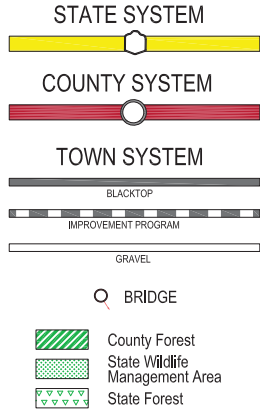 STATE SYSTEM
COUNTY SYSTEM
TOWN SYSTEM
BLACKTOP
IMPROVEMENT PROGRAM
GRAVEL
BRIDGE
County Forest
State Wildlife
Management Area
State Forest